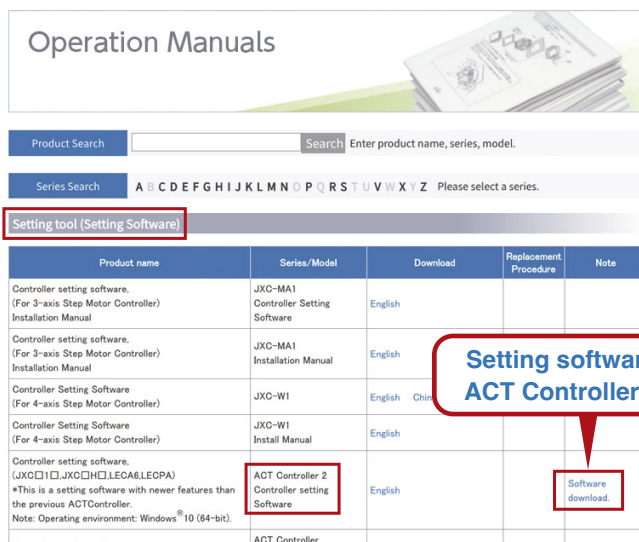 Operation Manuals
Product Search
Search Enter product name, series, model.
Series Search A B C D E F G H I J K L M N O P Q R S T U V W X Y Z Please select a series.
Setting tool (Setting Software)
Product name Series/Model Download Replacement Procedure Note
Controller setting software,
(For 3-axis Step Motor Controller)
Installation Manual
JXC-MA1
Controller Setting
Software
English
Controller setting software,
(For 3-axis Step Motor Controller)
Installation Manual
JXC-MA1
Installation Manual
English
Controller Setting Software
(For 4-axis Step Motor Controller)
JXC-W1
English
Controller Setting Software
(For 4-axis Step Motor Controller)
JXC-W1
Install Manual
English
Setting softwar
ACT Controller
Controller setting software,
(JXC□1□,JXC□H□,LECA6,LECPA)
*This is a setting software with newer features than
the previous ACTController.
Note: Operating environment: Windows®10 (64-bit).
ACT Controller 2
Controller setting
Software
English
Software
download.
ACT Controller